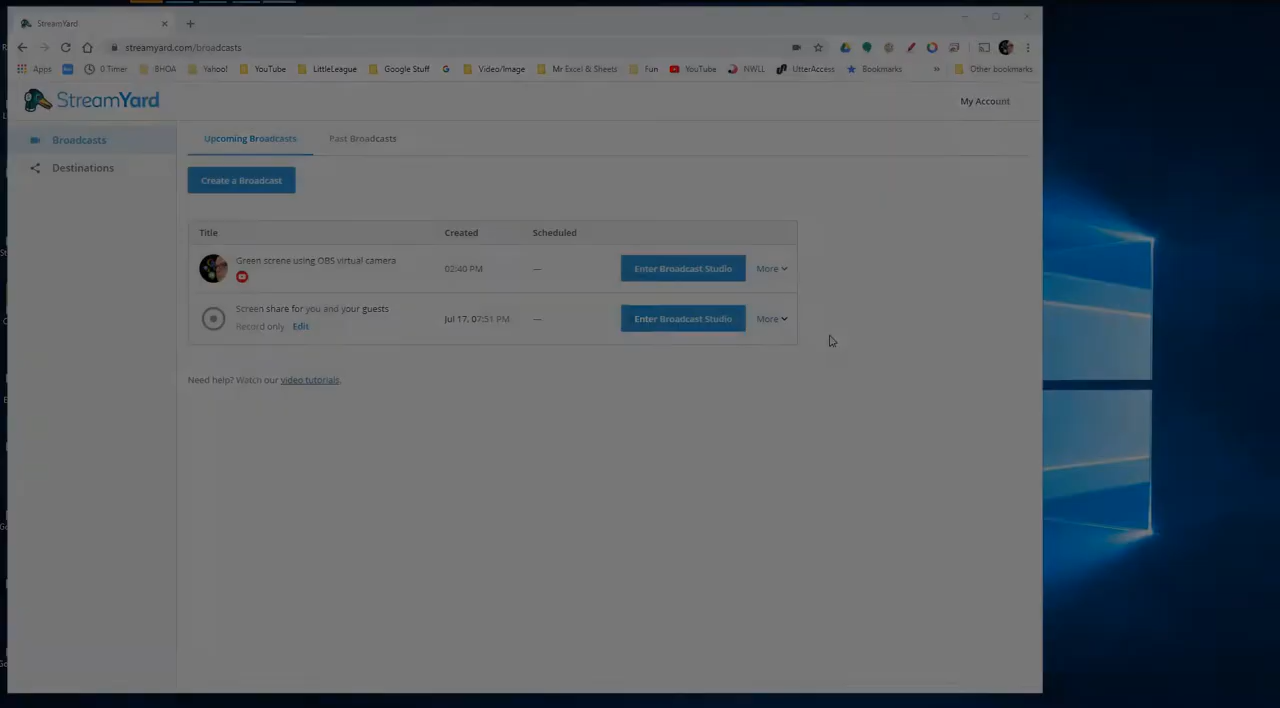 StreamYard
streamyard.com/broadcasts
Apps
0 Timer
BHOA
Yahoo!
YouTube
LittleLeague
Google Stuff
Video/Image
Mr Excel & Sheets
Fun
YouTube
NWLL
UtterAccess
Bookmarks
Other bookmarks
StreamYard
My Account
Broadcasts
Destinations
Upcoming Broadcasts
Past Broadcasts
Create a Broadcast
Title Created Scheduled
Green screne using OBS virtual camera
02:40 PM
—
Enter Broadcast Studio
More
Screen share for you and your guests
Record only. Edit
Jul 17, 07:51 PM
—
Enter Broadcast Studio
More
Need help? Watch our video tutorials.